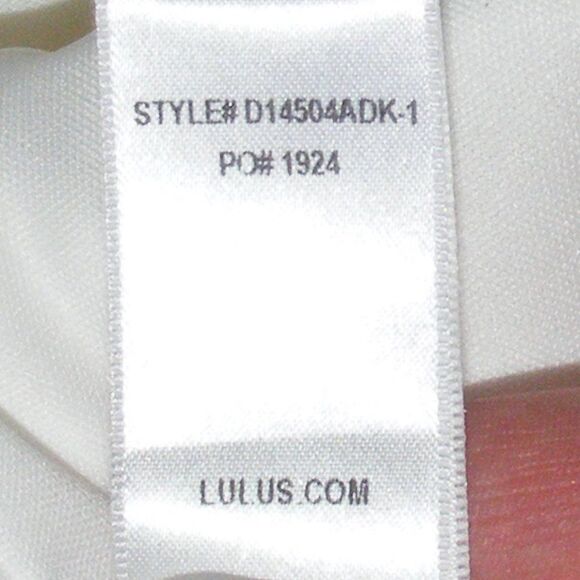 STYLE# D14504ADK-1
PO# 1924
LULUS.COM